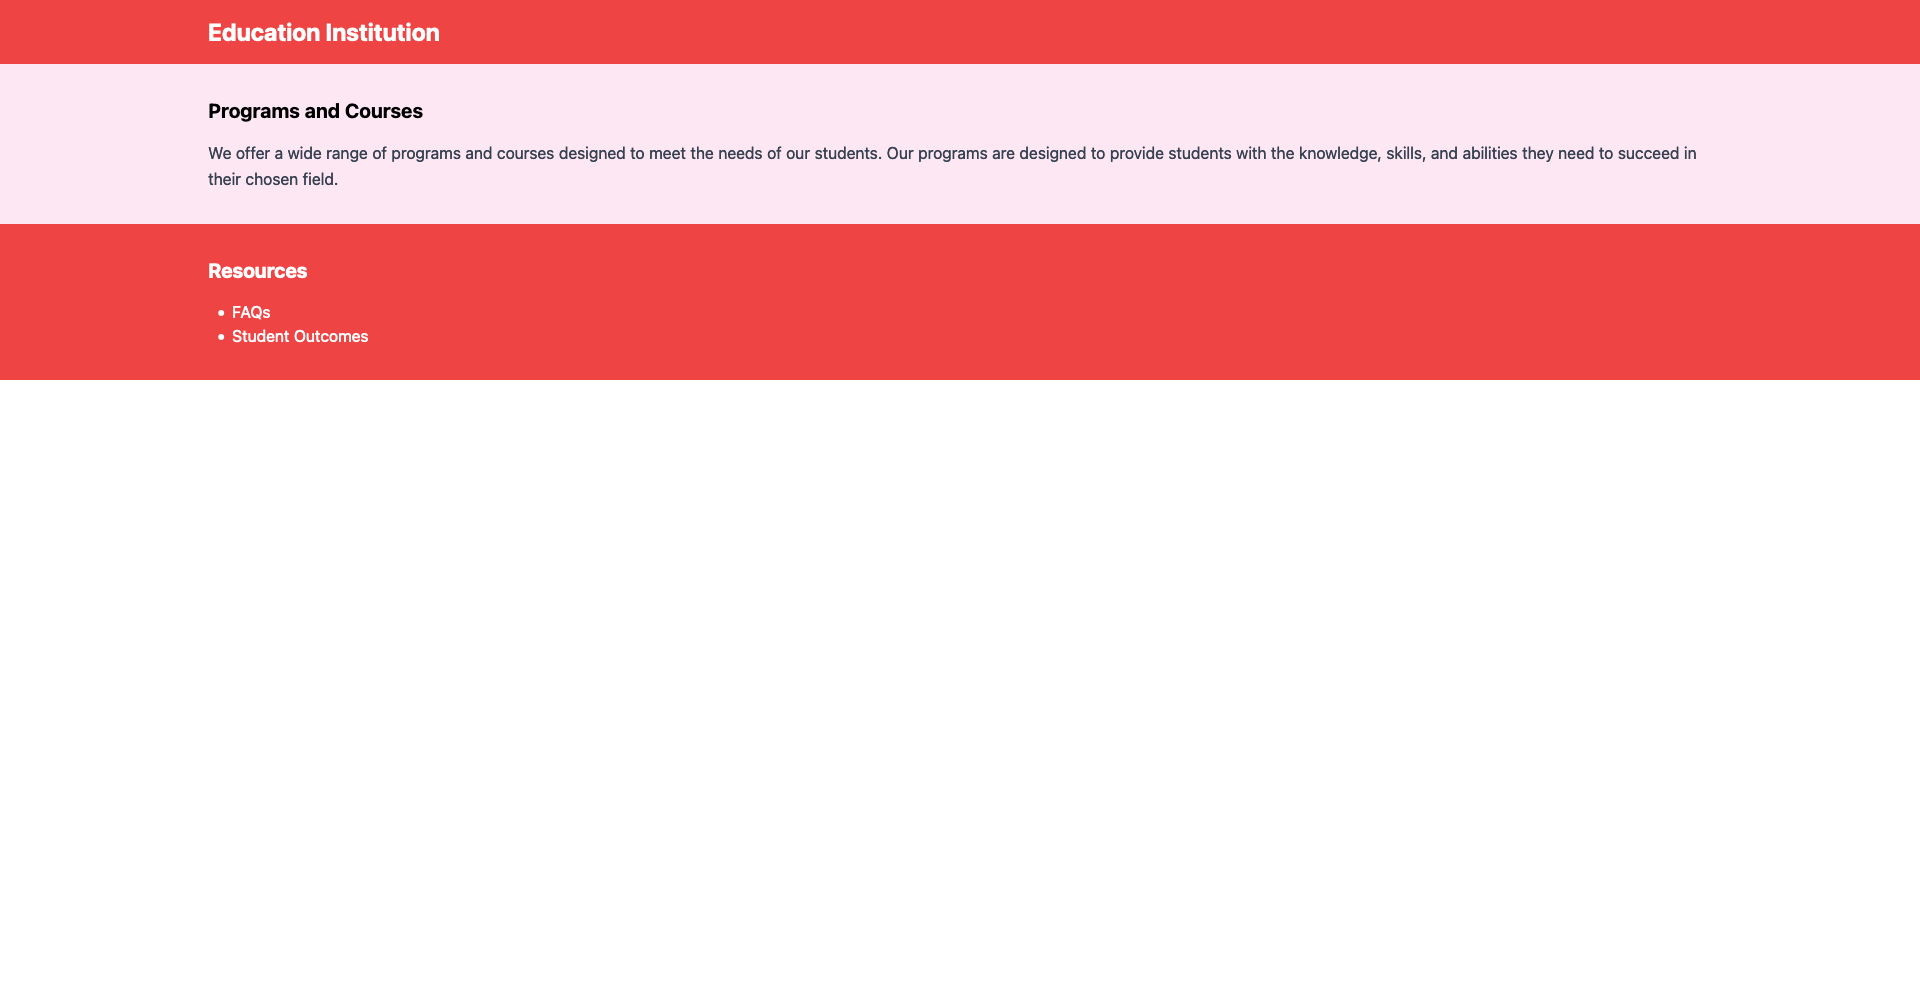 Education Institution
Programs and Courses
We offer a wide range of programs and courses designed to meet the needs of our students. Our programs are designed to provide students with the knowledge, skills, and abilities they need to succeed in
their chosen field.
Resources
• FAQs
• Student Outcomes